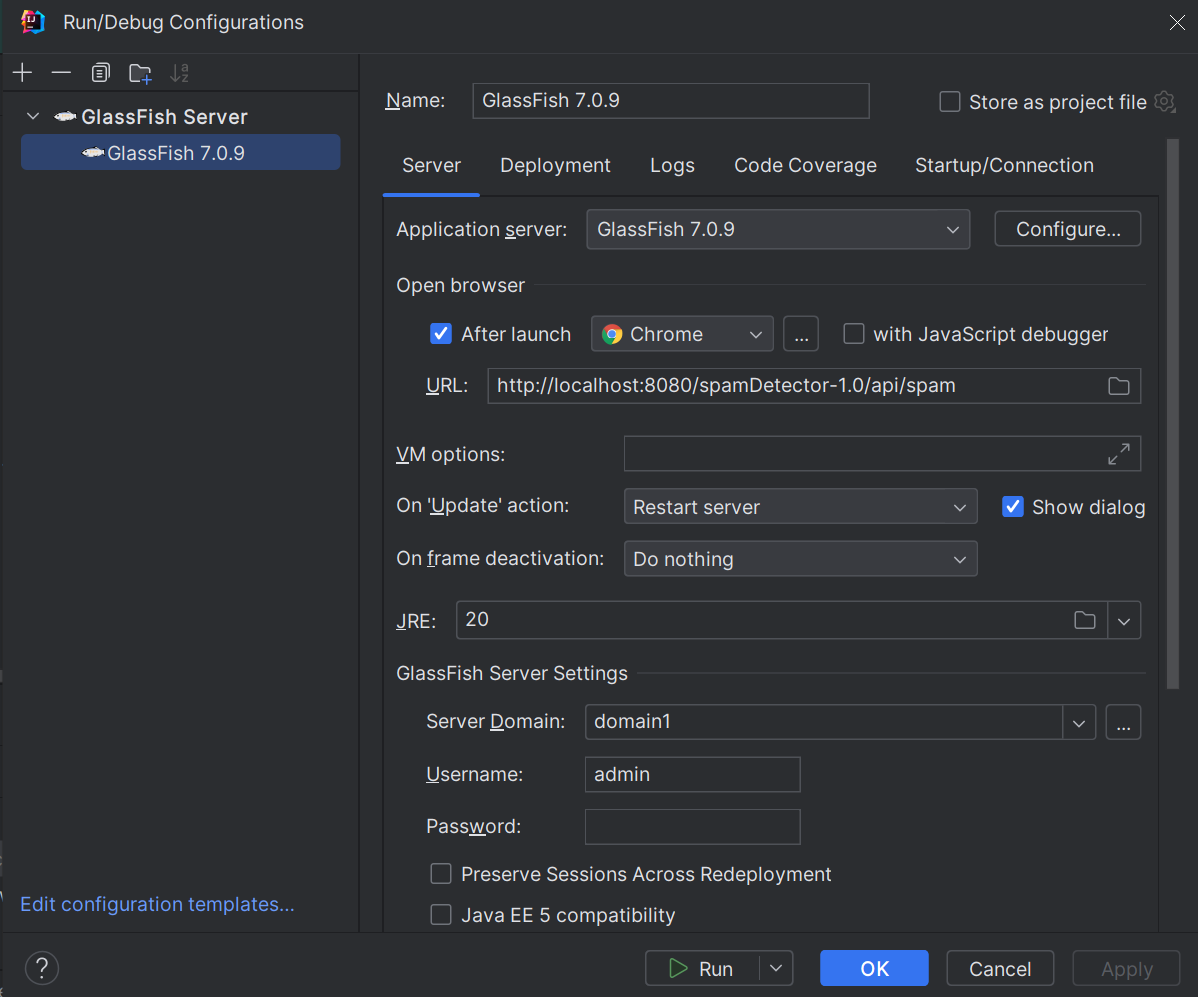 Run/Debug Configurations
GlassFish Server
GlassFish 7.0.9
Edit configuration templates...
Name: GlassFish 7.0.9 Store as project file
Server Deployment Logs Code Coverage Startup/Connection
Application server: GlassFish 7.0.9 Configure...
Open browser
After launch Chrome ... with JavaScript debugger
URL: http://localhost:8080/spamDetector-1.0/api/spam
VM options:
On 'Update' action: Restart server Show dialog
On frame deactivation: Do nothing
JRE: 20
GlassFish Server Settings
Server Domain: domain1 ...
Username: admin
Password:
Preserve Sessions Across Redeployment
Java EE 5 compatibility
? Run OK Cancel Apply